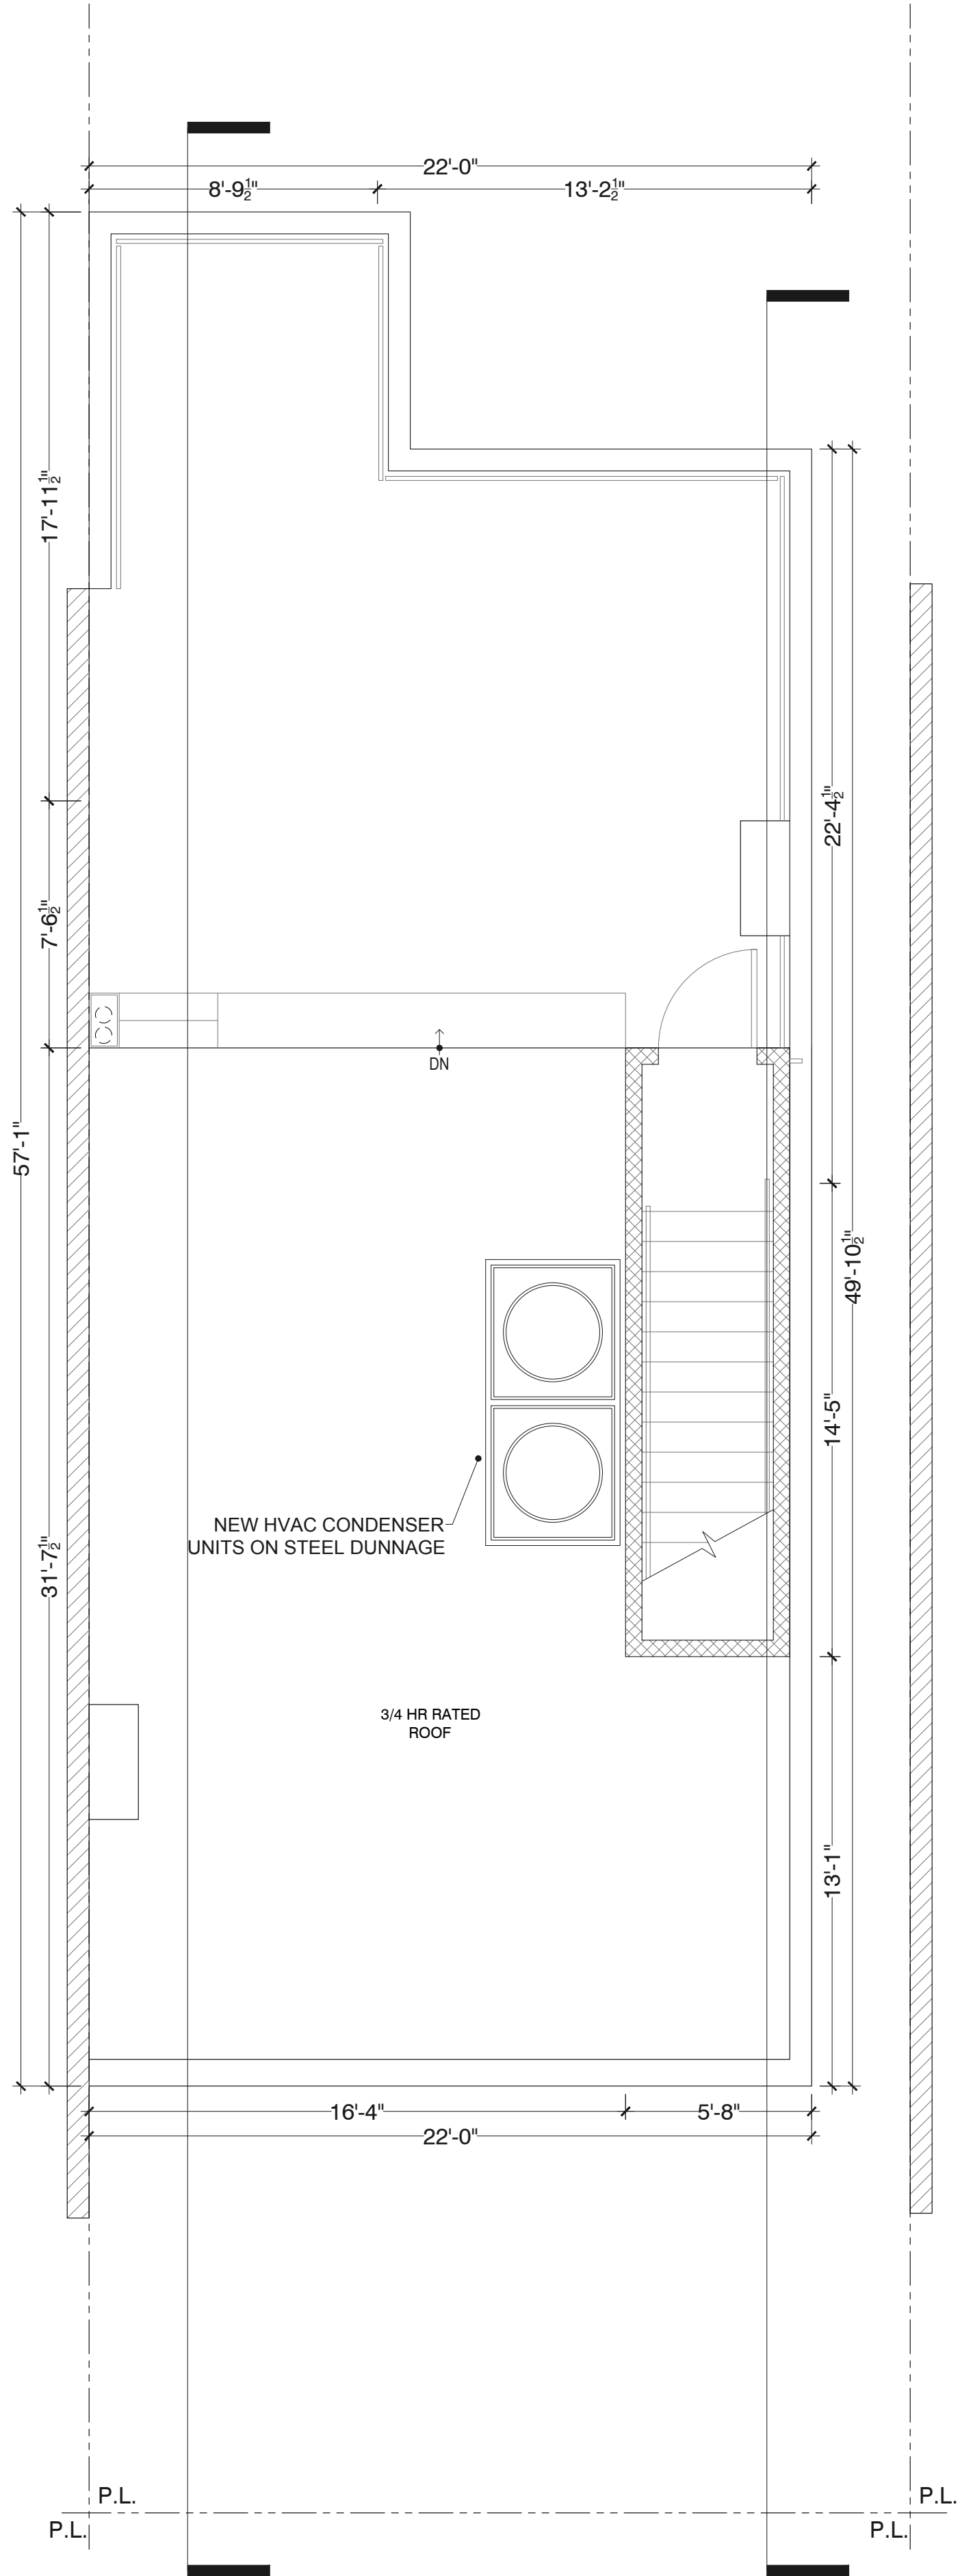 22'-0"
8'-9½"
13'-2½"
17'-11½"
22'-4½"
7'-6½"
DN
57'-1"
49'-10½"
14'-5"
NEW HVAC CONDENSER
UNITS ON STEEL DUNNAGE
31'-7½"
3/4 HR RATED
ROOF
13'-1"
16'-4"
5'-8"
22'-0"
P.L.
P.L.
P.L.
P.L.